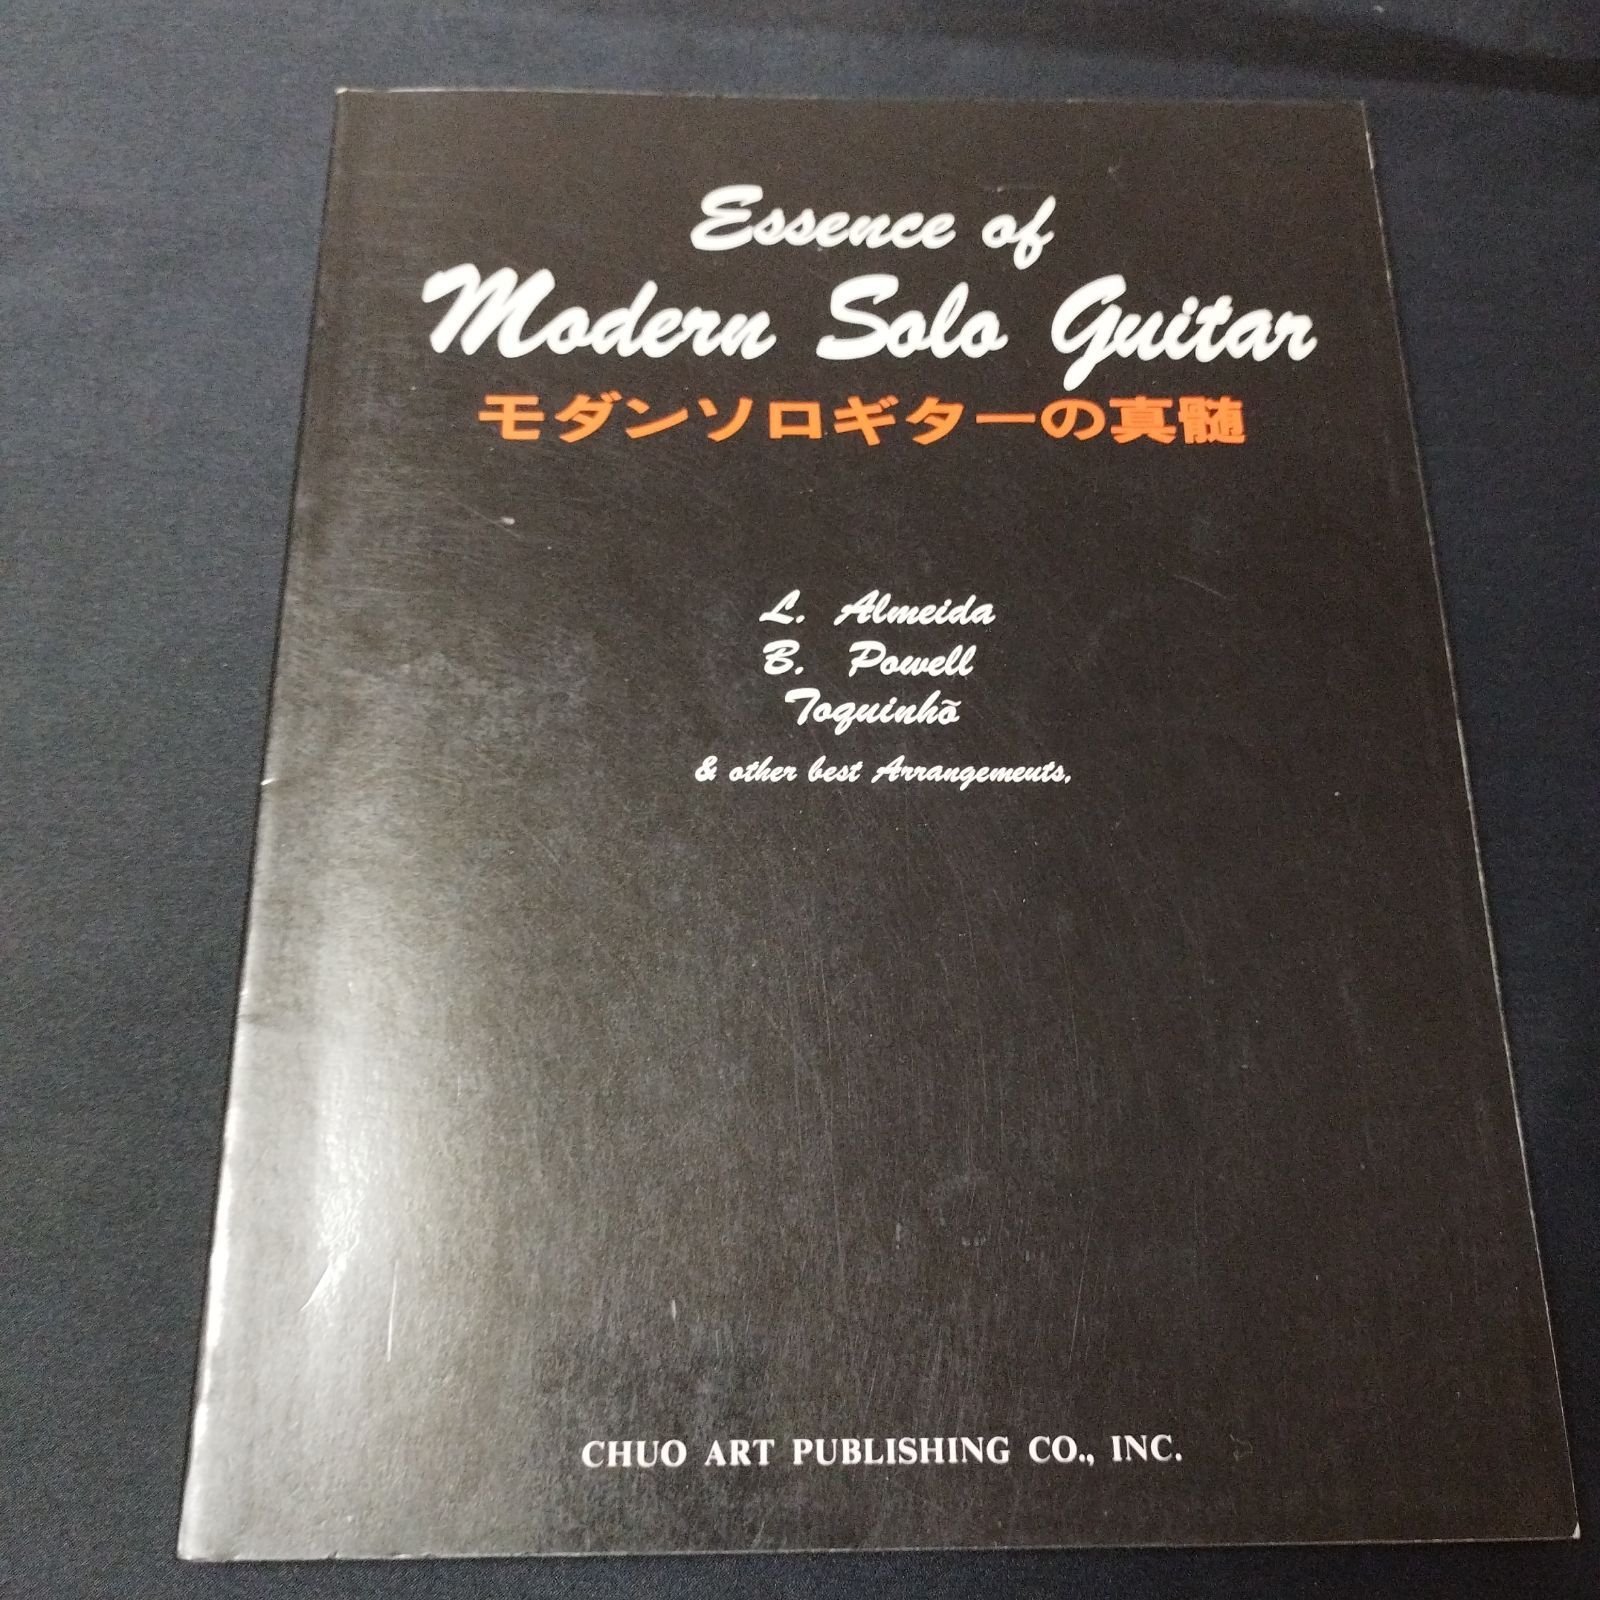 Essence of
Modern Solo Guitar
モダンソロギターの真髄
L. Almeida
B. Powell
Toquinhõ
& other best Arrangements,
CHUO ART PUBLISHING CO., INC.